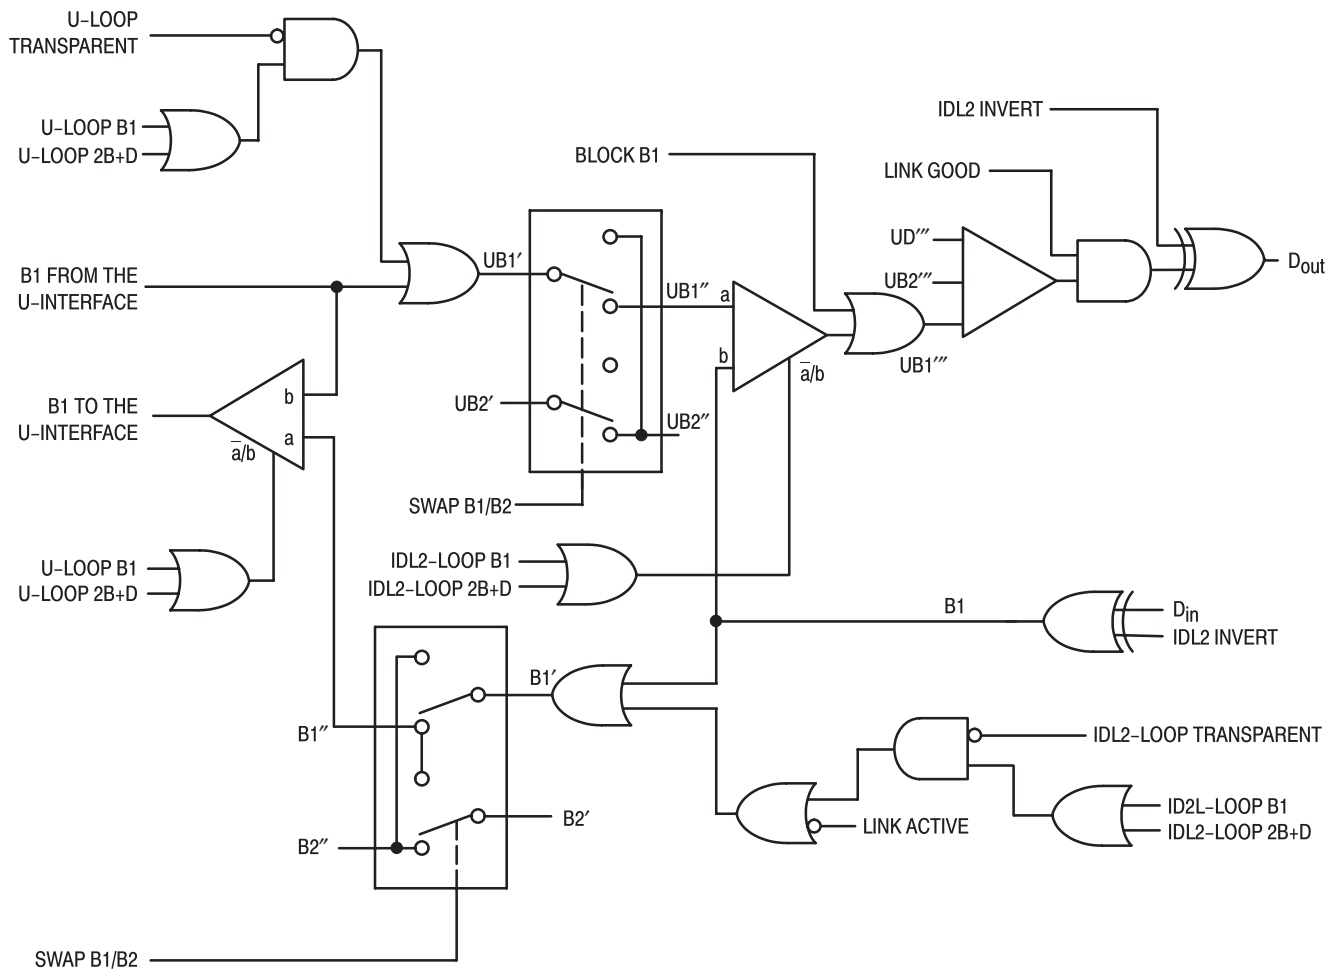 U–LOOP
TRANSPARENT
U–LOOP B1
U–LOOP 2B+D
IDL2 INVERT
BLOCK B1
LINK GOOD
UD‴
UB2‴
Dout
B1 FROM THE
U–INTERFACE
UB1′
UB1″
a
b
a/b
UB1‴
B1 TO THE
U–INTERFACE
b
a
a/b
UB2′
UB2″
SWAP B1/B2
U–LOOP B1
U–LOOP 2B+D
IDL2–LOOP B1
IDL2–LOOP 2B+D
B1
Din
IDL2 INVERT
B1′
B1″
IDL2–LOOP TRANSPARENT
ID2L–LOOP B1
IDL2–LOOP 2B+D
LINK ACTIVE
B2′
B2″
SWAP B1/B2